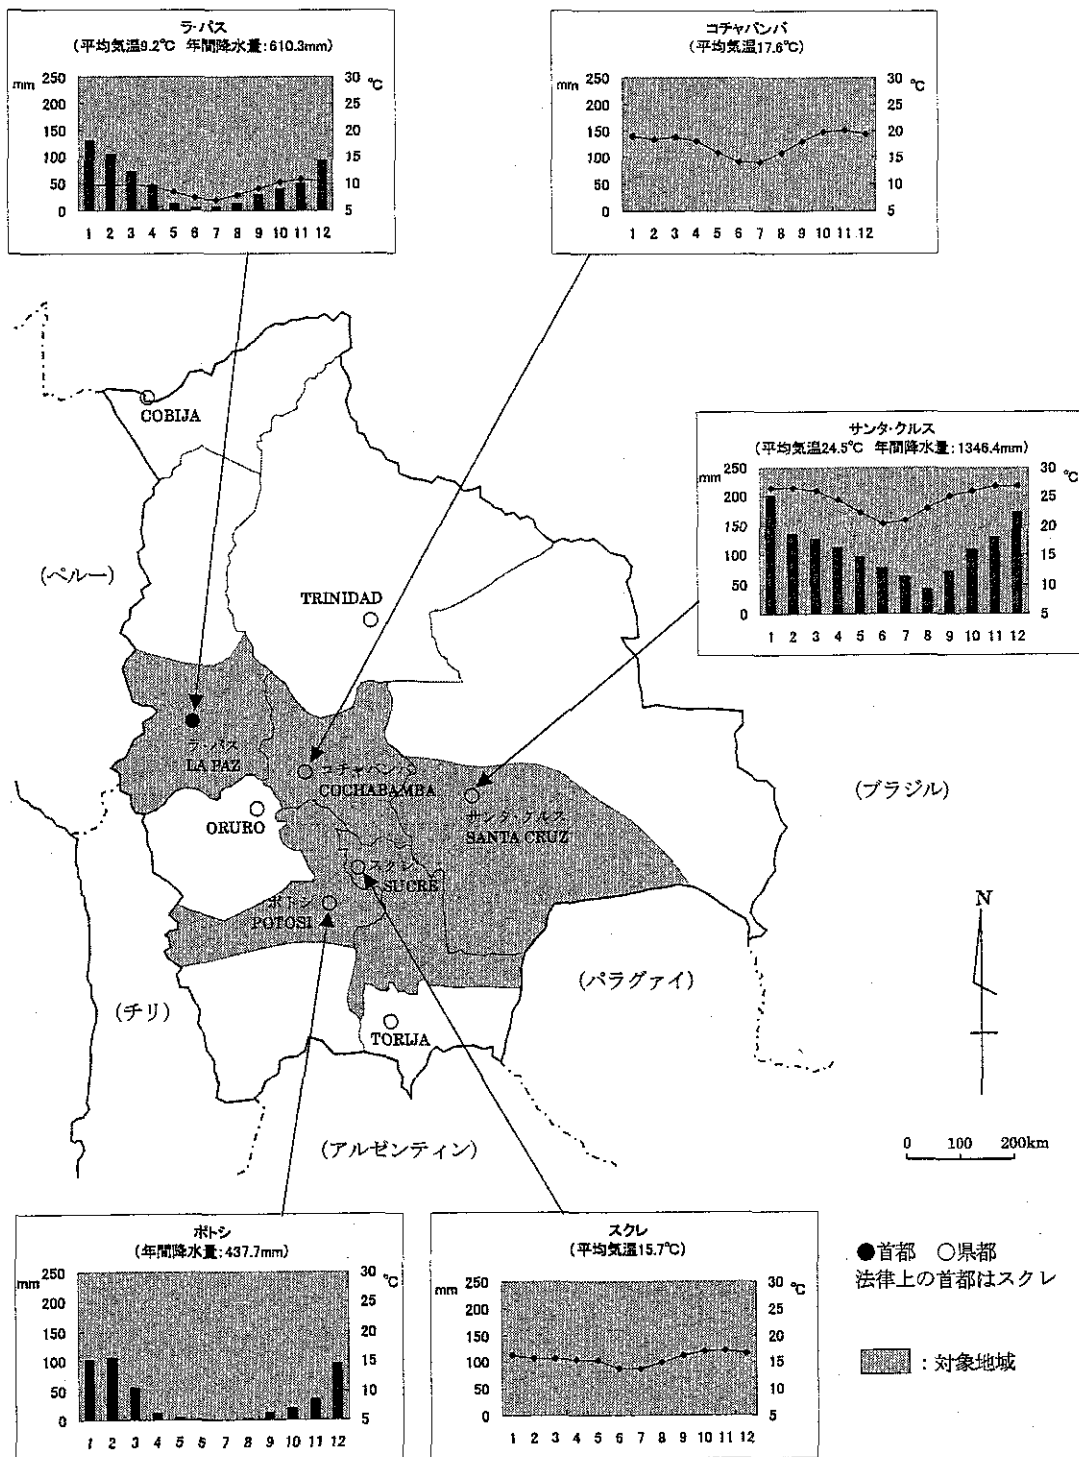 ラ・パス
(平均気温9.2℃ 年間降水量:610.3mm)
mm
℃
250
200
150
100
50
0
30
25
20
15
10
5
1 2 3 4 5 6 7 8 9 10 11 12
コチャバンバ
(平均気温17.6℃)
mm
℃
250
200
150
100
50
0
30
25
20
15
10
5
1 2 3 4 5 6 7 8 9 10 11 12
COBIJA
サンタ・クルス
(平均気温24.5℃ 年間降水量:1346.4mm)
mm
℃
250
200
150
100
50
0
30
25
20
15
10
5
1 2 3 4 5 6 7 8 9 10 11 12
(ペルー)
TRINIDAD
ラ・パス
LA PAZ
コチャバンバ
COCHABAMBA
ORURO
サンタ・クルス
SANTA CRUZ
(ブラジル)
スクレ
SUCRE
ポトシ
POTOSI
N
(チリ)
(パラグァイ)
TORIJA
(アルゼンティン)
0 100 200km
ポトシ
(年間降水量:437.7mm)
mm
℃
250
200
150
100
50
0
30
25
20
15
10
5
1 2 3 4 5 6 7 8 9 10 11 12
スクレ
(平均気温15.7℃)
mm
℃
250
200
150
100
50
0
30
25
20
15
10
5
1 2 3 4 5 6 7 8 9 10 11 12
●首都 ○県都
法律上の首都はスクレ
:対象地域